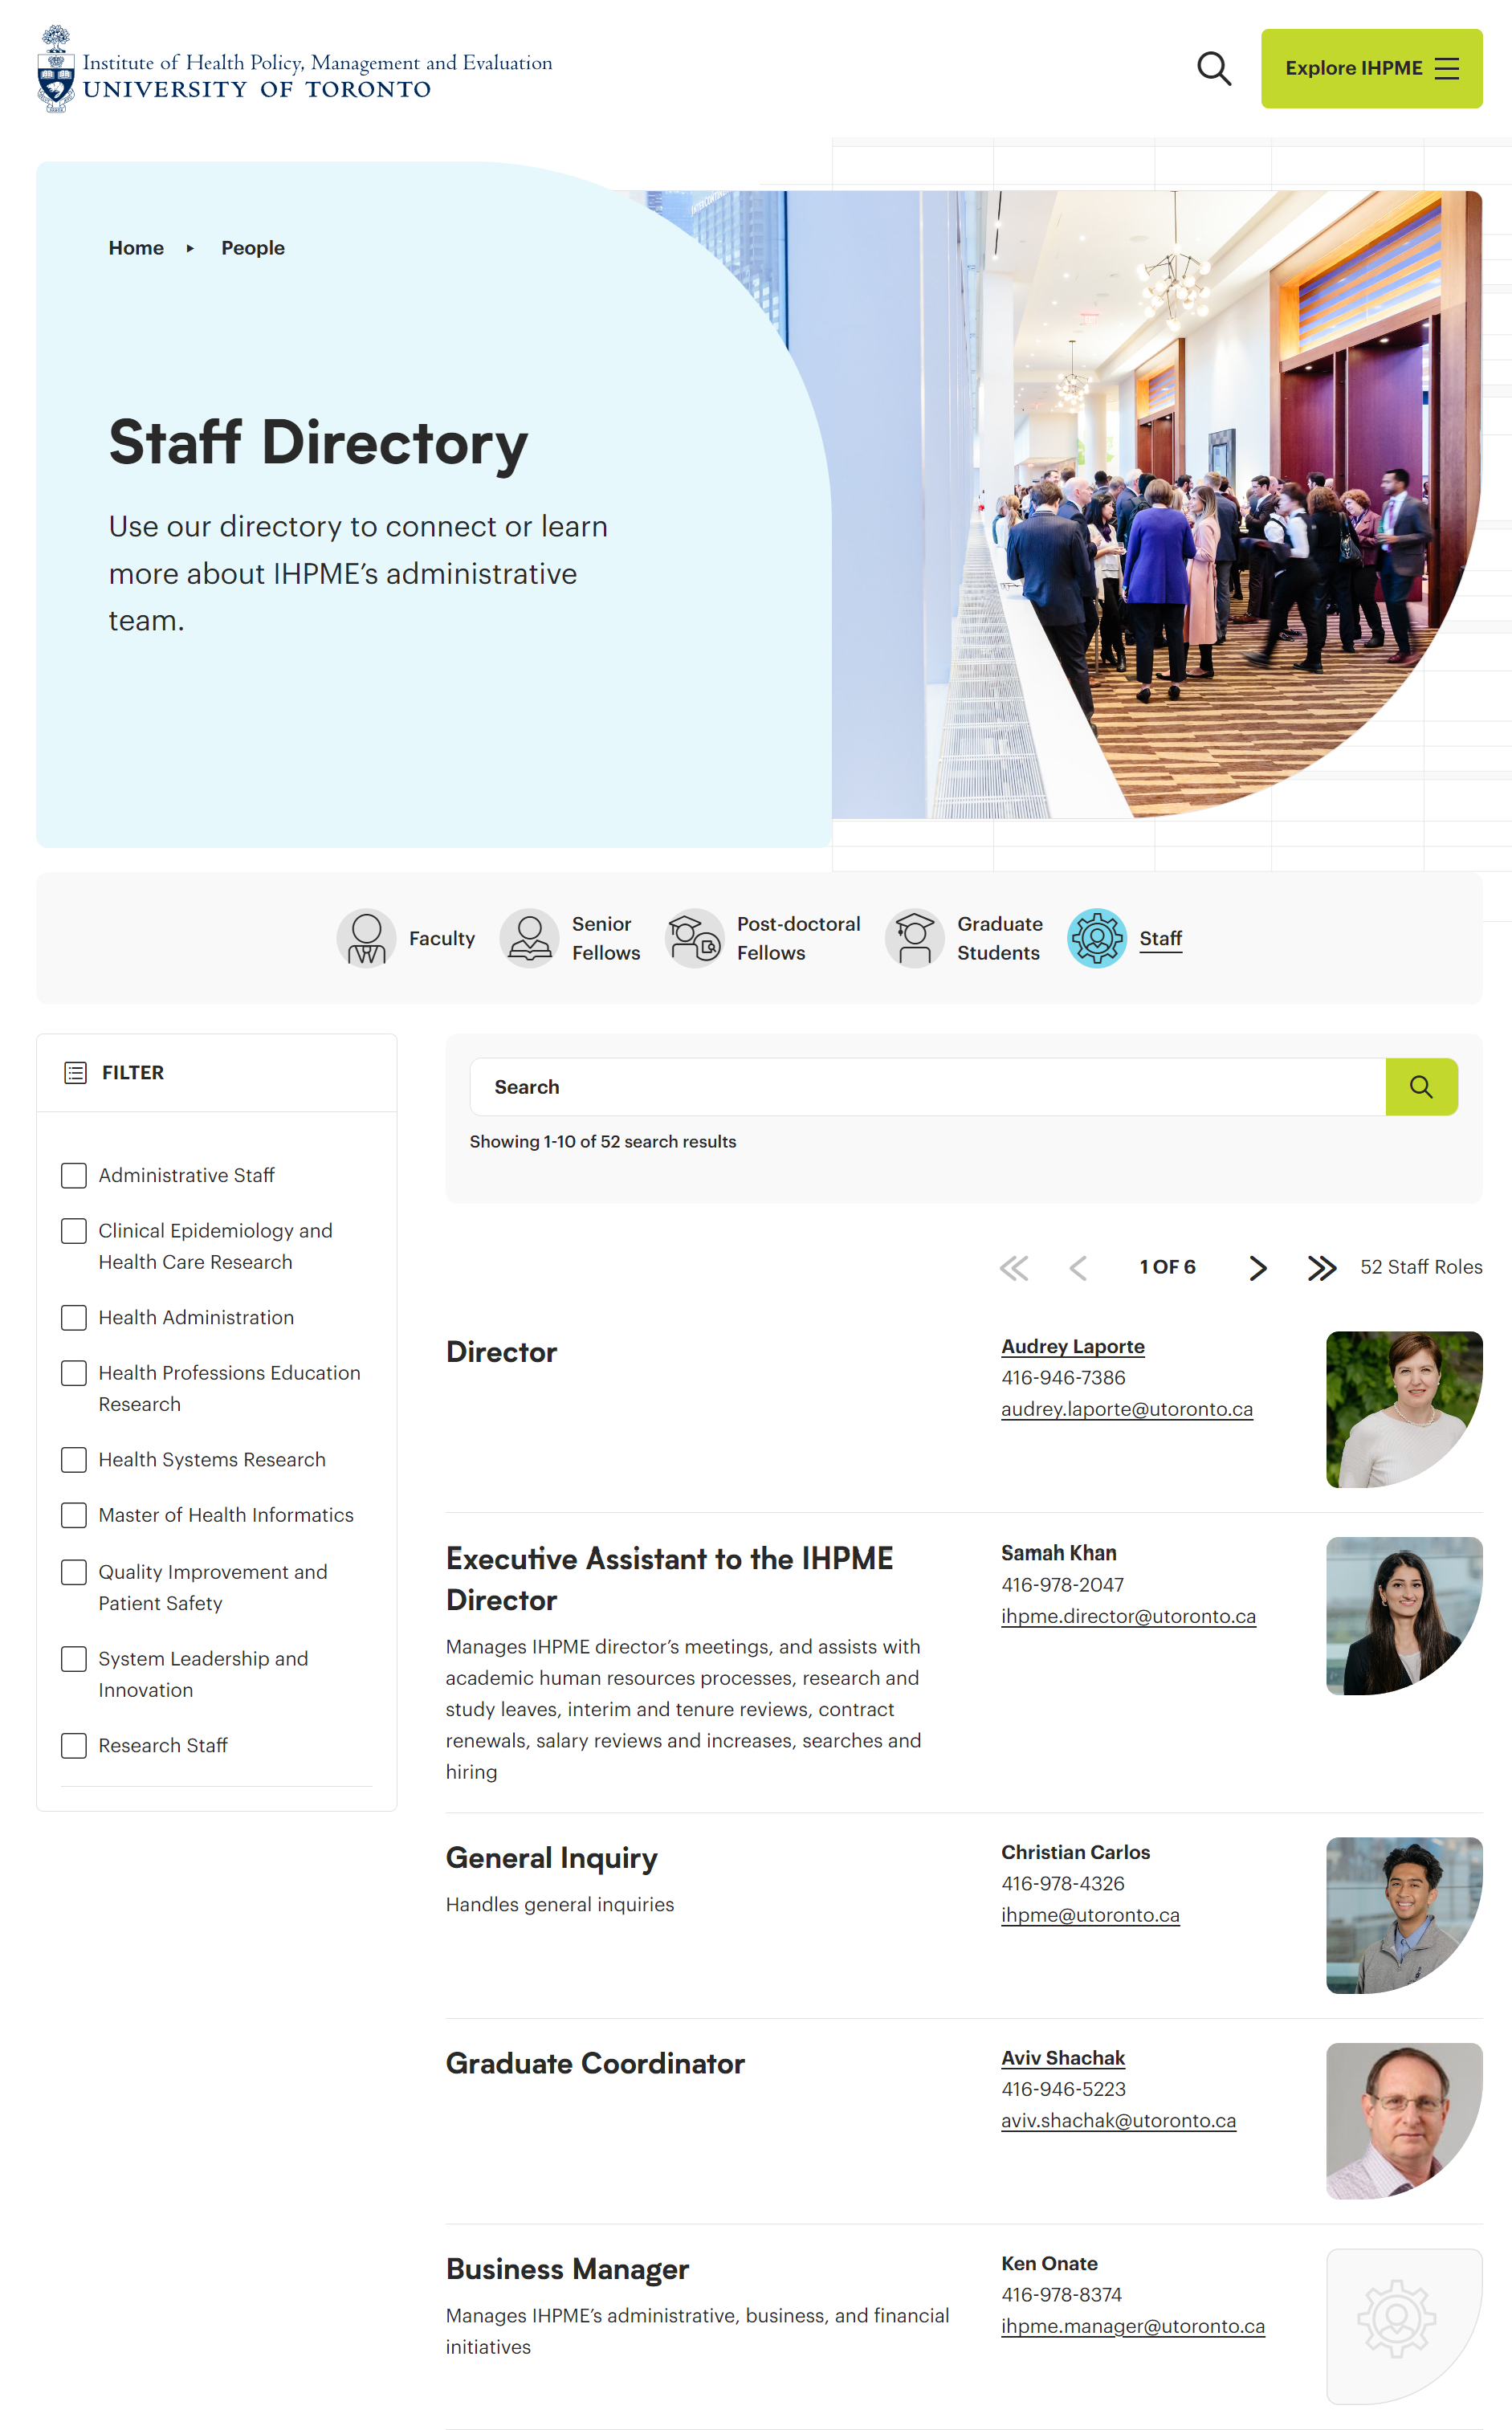 Institute of Health Policy, Management and Evaluation
UNIVERSITY OF TORONTO
Explore IHPME
Home ▸ People
Staff Directory
Use our directory to connect or learn
more about IHPME’s administrative
team.
Faculty
Senior
Fellows
Post-doctoral
Fellows
Graduate
Students
Staff
FILTER
Administrative Staff
Clinical Epidemiology and
Health Care Research
Health Administration
Health Professions Education
Research
Health Systems Research
Master of Health Informatics
Quality Improvement and
Patient Safety
System Leadership and
Innovation
Research Staff
Search
Showing 1-10 of 52 search results
1 OF 6
52 Staff Roles
Director
Audrey Laporte
416-946-7386
audrey.laporte@utoronto.ca
Executive Assistant to the IHPME
Director
Manages IHPME director’s meetings, and assists with
academic human resources processes, research and
study leaves, interim and tenure reviews, contract
renewals, salary reviews and increases, searches and
hiring
Samah Khan
416-978-2047
ihpme.director@utoronto.ca
General Inquiry
Handles general inquiries
Christian Carlos
416-978-4326
ihpme@utoronto.ca
Graduate Coordinator
Aviv Shachak
416-946-5223
aviv.shachak@utoronto.ca
Business Manager
Manages IHPME’s administrative, business, and financial
initiatives
Ken Onate
416-978-8374
ihpme.manager@utoronto.ca